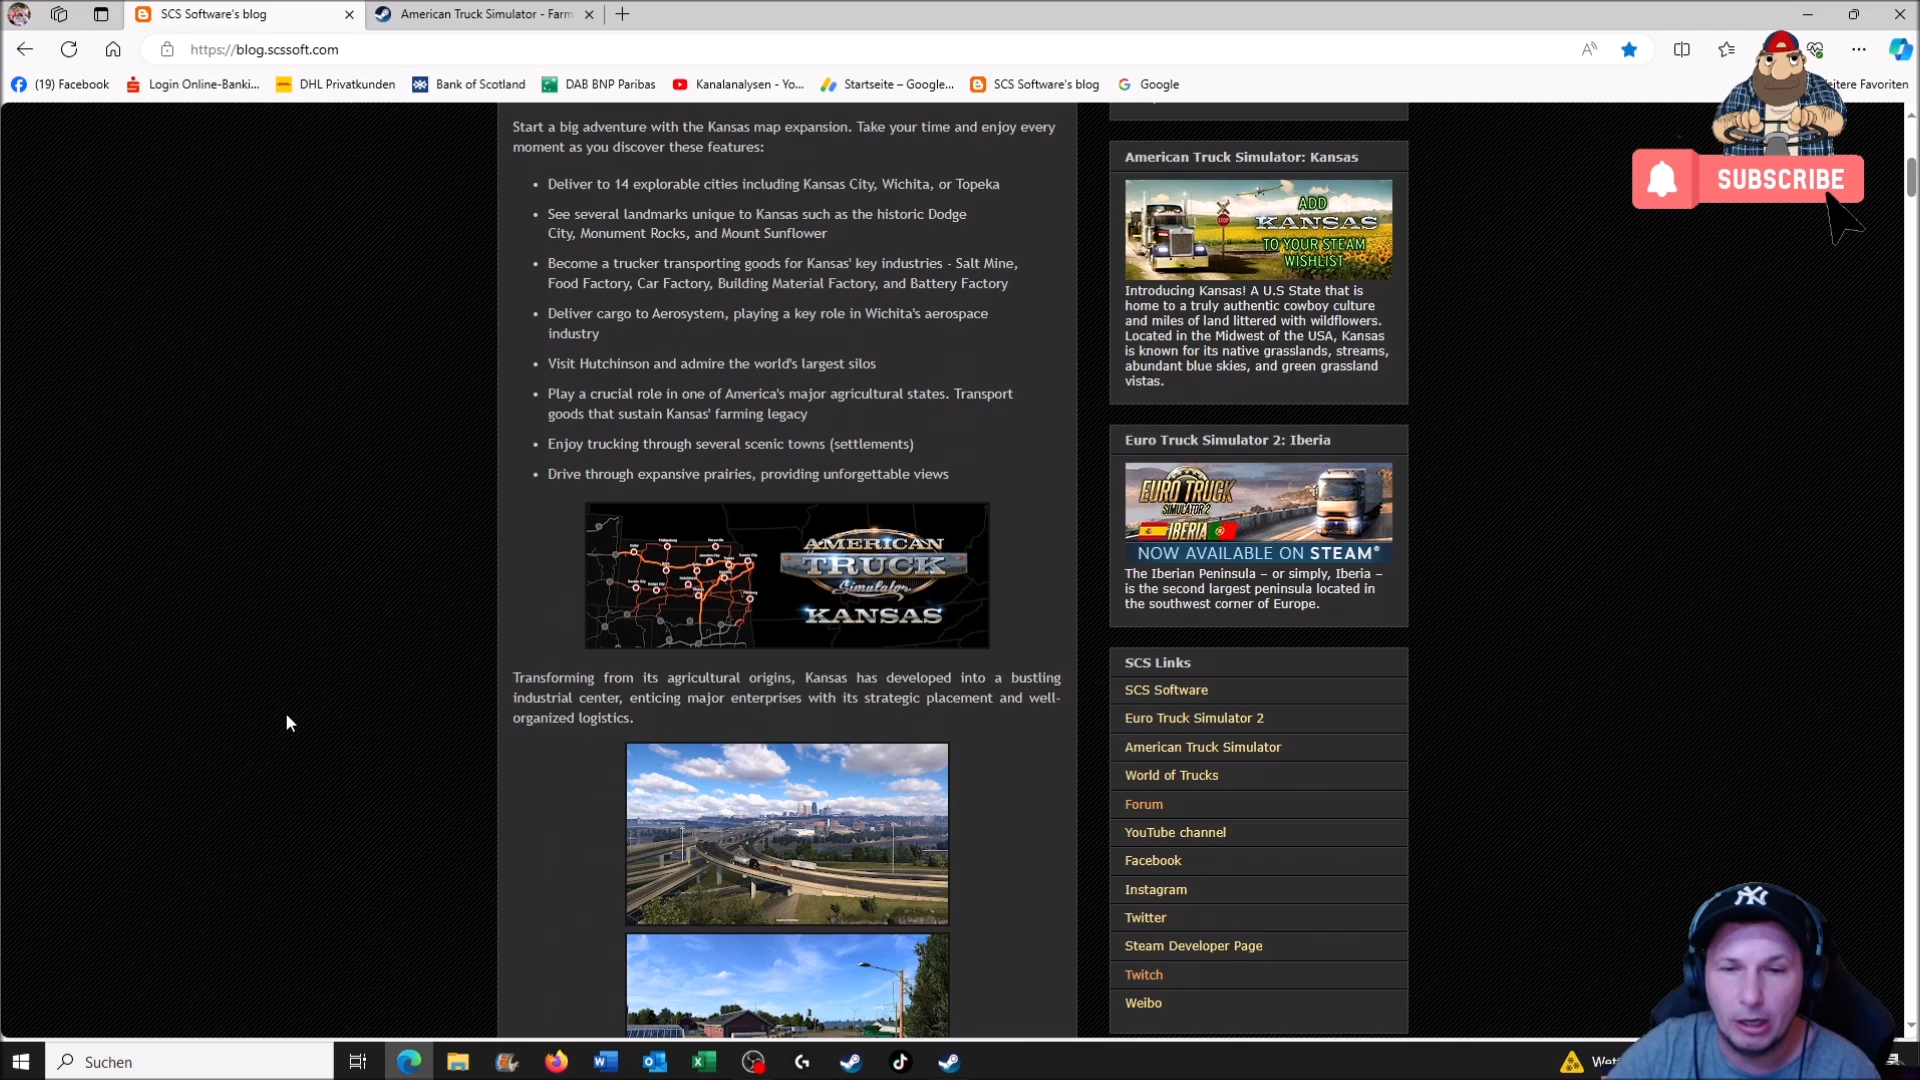 SCS Software's blog
American Truck Simulator - Farm
https://blog.scssoft.com
(19) Facebook
Login Online-Banki...
DHL Privatkunden
Bank of Scotland
DAB BNP Paribas
Kanalanalysen - Yo...
Startseite – Google...
SCS Software's blog
Google
eitere Favoriten
Start a big adventure with the Kansas map expansion. Take your time and enjoy every
moment as you discover these features:
• Deliver to 14 explorable cities including Kansas City, Wichita, or Topeka
• See several landmarks unique to Kansas such as the historic Dodge
City, Monument Rocks, and Mount Sunflower
• Become a trucker transporting goods for Kansas' key industries - Salt Mine,
Food Factory, Car Factory, Building Material Factory, and Battery Factory
• Deliver cargo to Aerosystem, playing a key role in Wichita's aerospace
industry
• Visit Hutchinson and admire the world's largest silos
• Play a crucial role in one of America's major agricultural states. Transport
goods that sustain Kansas' farming legacy
• Enjoy trucking through several scenic towns (settlements)
• Drive through expansive prairies, providing unforgettable views
AMERICAN
TRUCK
Simulator
KANSAS
Transforming from its agricultural origins, Kansas has developed into a bustling
industrial center, enticing major enterprises with its strategic placement and well-
organized logistics.
American Truck Simulator: Kansas
ADD
KANSAS
TO YOUR STEAM
WISHLIST
Introducing Kansas! A U.S State that is
home to a truly authentic cowboy culture
and miles of land littered with wildflowers.
Located in the Midwest of the USA, Kansas
is known for its native grasslands, streams,
abundant blue skies, and green grassland
vistas.
Euro Truck Simulator 2: Iberia
EURO TRUCK
SIMULATOR 2
IBERIA
NOW AVAILABLE ON STEAM®
The Iberian Peninsula – or simply, Iberia –
is the second largest peninsula located in
the southwest corner of Europe.
SCS Links
SCS Software
Euro Truck Simulator 2
American Truck Simulator
World of Trucks
Forum
YouTube channel
Facebook
Instagram
Twitter
Steam Developer Page
Twitch
Weibo
SUBSCRIBE
Suchen
Wet